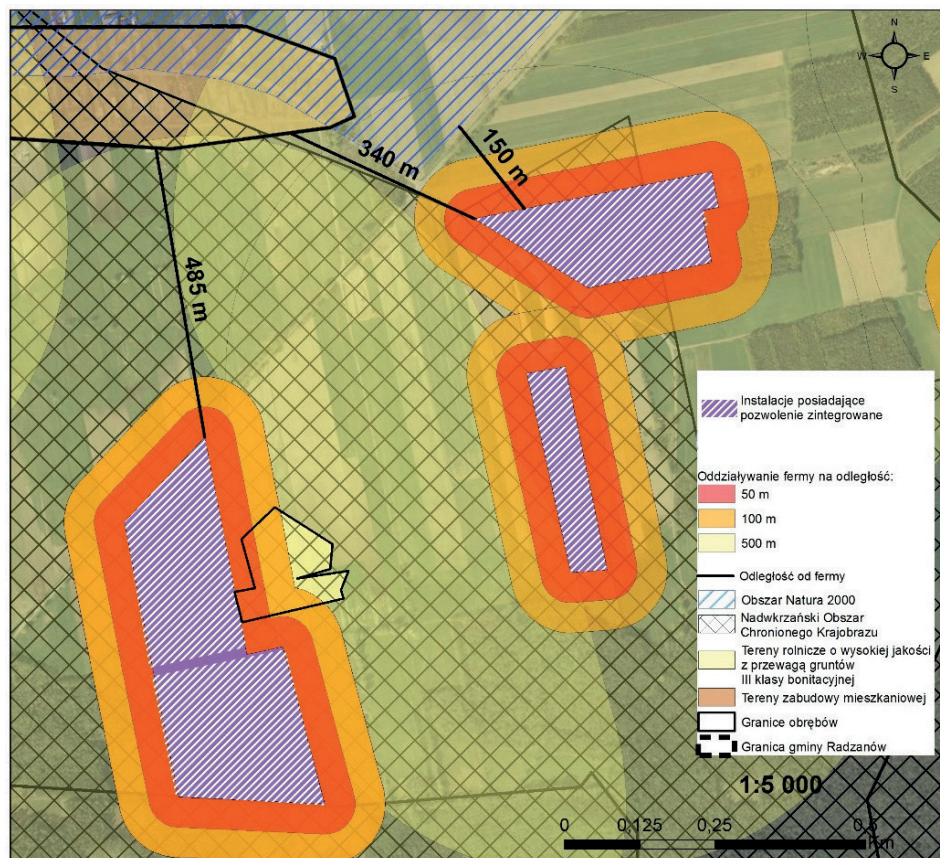 N
W
E
S
340 m
150 m
485 m
Instalacje posiadające
pozwolenie zintegrowane
Oddziaływanie fermy na odległość:
50 m
100 m
500 m
Odległość od fermy
Obszar Natura 2000
Nadwkrzański Obszar
Chronionego Krajobrazu
Tereny rolnicze o wysokiej jakości
z przewagą gruntów
III klasy bonitacyjnej
Tereny zabudowy mieszkaniowej
Granice obrębów
Granica gminy Radzanów
1:5 000
0 0,125 0,25 0,5
Km